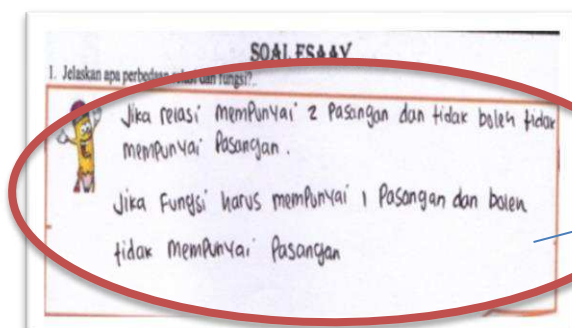 SOAL ESAAY
1. Jelaskan apa perbedaan relasi dan fungsi?
Jika relasi mempunyai 2 Pasangan dan tidak boleh tidak
mempunyai Pasangan.
Jika Fungsi harus mempunyai 1 Pasangan dan boleh
tidak mempunyai Pasangan